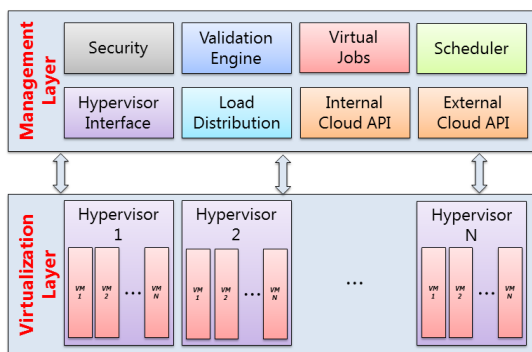 Management
Layer
Security
Validation
Engine
Virtual
Jobs
Scheduler
Hypervisor
Interface
Load
Distribution
Internal
Cloud API
External
Cloud API
Virtualization
Layer
Hypervisor
1
VM
1
VM
2
...
VM
N
Hypervisor
2
VM
1
VM
2
...
VM
N
...
Hypervisor
N
VM
1
VM
2
...
VM
N